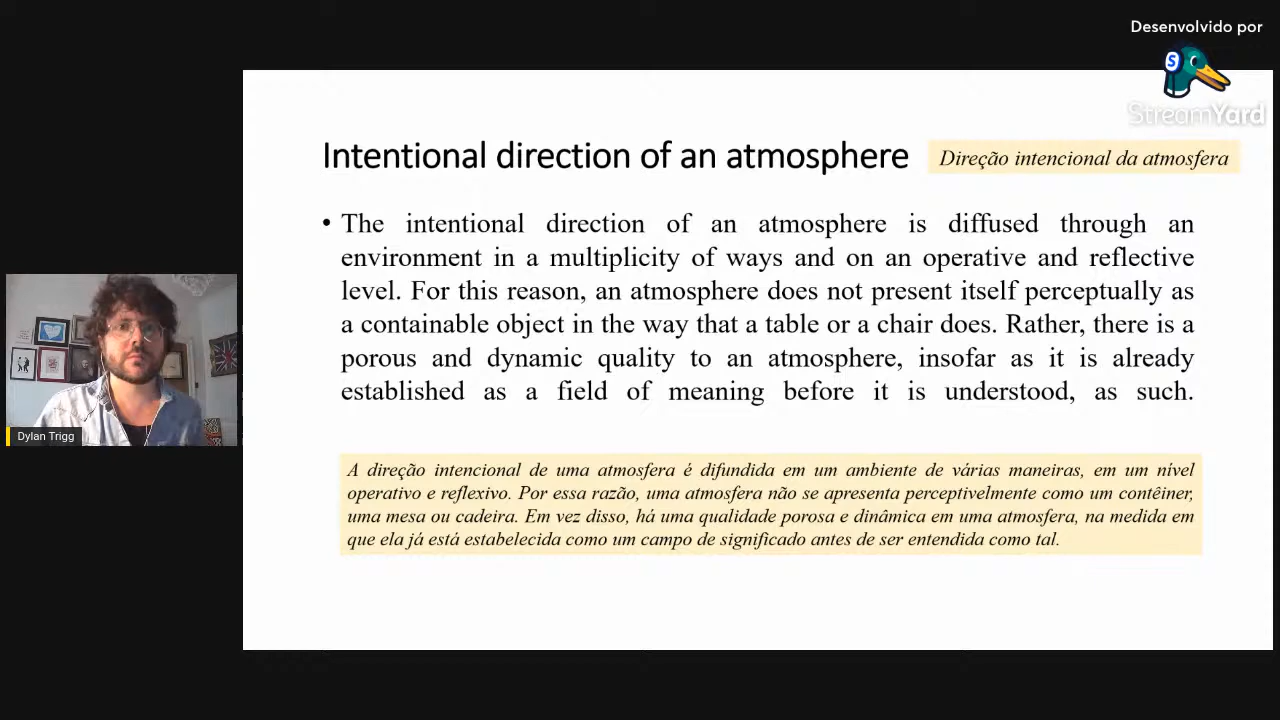 Desenvolvido por
S
StreamYard
Intentional direction of an atmosphere
Direção intencional da atmosfera
• The intentional direction of an atmosphere is diffused through an
environment in a multiplicity of ways and on an operative and reflective
level. For this reason, an atmosphere does not present itself perceptually as
a containable object in the way that a table or a chair does. Rather, there is a
porous and dynamic quality to an atmosphere, insofar as it is already
established as a field of meaning before it is understood, as such.
Dylan Trigg
A direção intencional de uma atmosfera é difundida em um ambiente de várias maneiras, em um nível
operativo e reflexivo. Por essa razão, uma atmosfera não se apresenta perceptivelmente como um contêiner,
uma mesa ou cadeira. Em vez disso, há uma qualidade porosa e dinâmica em uma atmosfera, na medida em
que ela já está estabelecida como um campo de significado antes de ser entendida como tal.